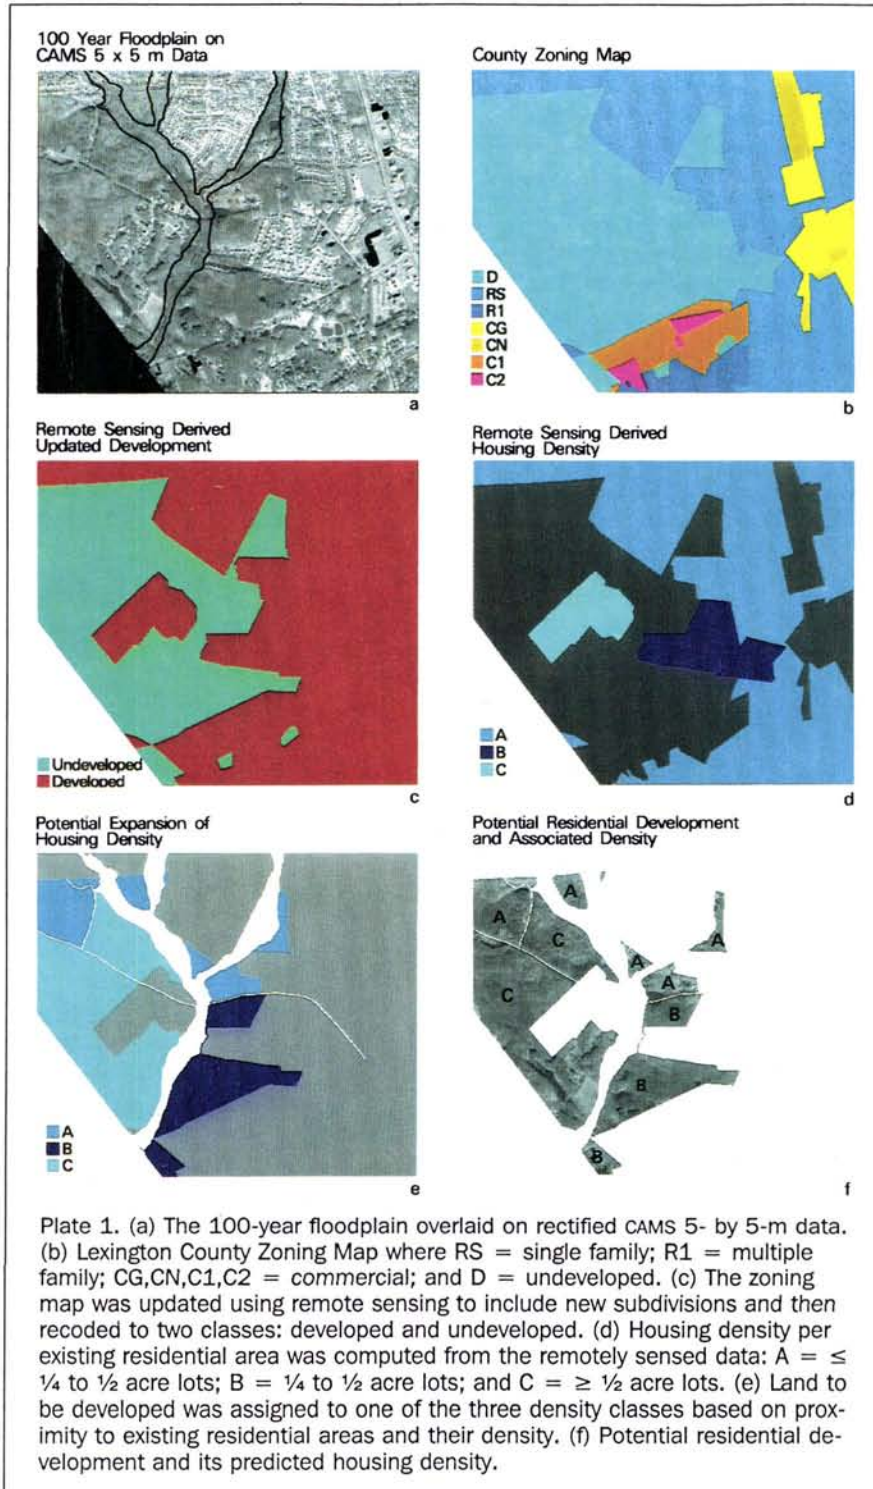 100 Year Floodplain on
CAMS 5 x 5 m Data
a
County Zoning Map
D
RS
R1
CG
CN
C1
C2
b
Remote Sensing Derived
Updated Development
Undeveloped
Developed
c
Remote Sensing Derived
Housing Density
A
B
C
d
Potential Expansion of
Housing Density
A
B
C
e
Potential Residential Development
and Associated Density
A
A
C
A
A
C
A
B
B
B
f
Plate 1. (a) The 100-year floodplain overlaid on rectified CAMS 5- by 5-m data.
(b) Lexington County Zoning Map where RS = single family; R1 = multiple
family; CG,CN,C1,C2 = commercial; and D = undeveloped. (c) The zoning
map was updated using remote sensing to include new subdivisions and then
recoded to two classes: developed and undeveloped. (d) Housing density per
existing residential area was computed from the remotely sensed data: A = ≤
¼ to ½ acre lots; B = ¼ to ½ acre lots; and C = ≥ ½ acre lots. (e) Land to
be developed was assigned to one of the three density classes based on prox-
imity to existing residential areas and their density. (f) Potential residential de-
velopment and its predicted housing density.